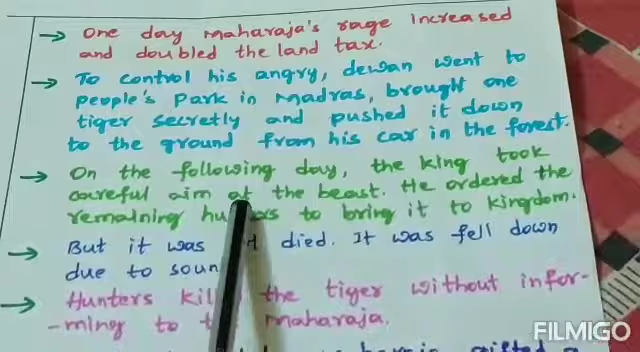 → One day Maharaja's rage increased
and doubled the land tax.
→ To control his angry, dewan went to
people's Park in Madras, brought one
tiger secretly and pushed it down
to the ground from his car in the forest.
→ On the following day, the king took
careful aim at the beast. He ordered the
remaining to bring it to kingdom.
→ But it was died. It was fell down
due to
→ Hunters the tiger without infor-
-ming to Maharaja.
gifted a
FILMIGO